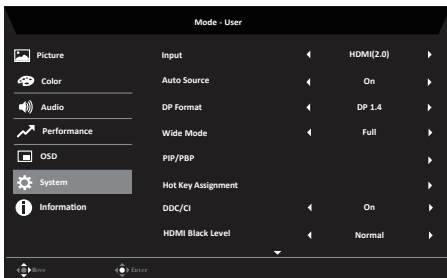 Mode - User
Picture
Input
HDMI(2.0)
Color
Auto Source
On
Audio
DP Format
DP 1.4
Performance
Wide Mode
Full
OSD
PIP/PBP
System
Hot Key Assignment
Information
DDC/CI
On
HDMI Black Level
Normal
Move
Enter